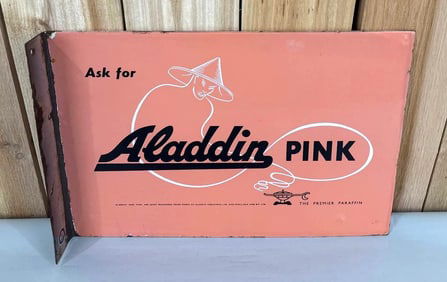 Ask for
Aladdin PINK
THE PREMIER PARAFFIN